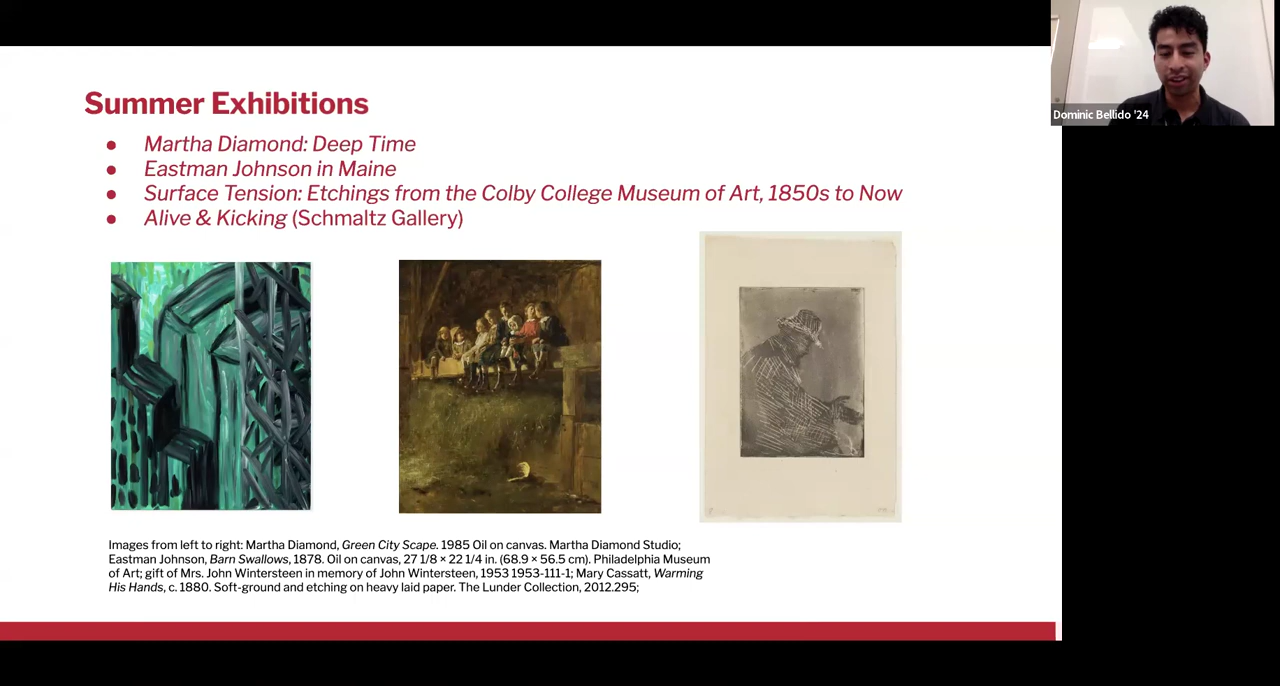 Summer Exhibitions
● Martha Diamond: Deep Time
● Eastman Johnson in Maine
● Surface Tension: Etchings from the Colby College Museum of Art, 1850s to Now
● Alive & Kicking (Schmaltz Gallery)
Images from left to right: Martha Diamond, Green City Scape. 1985 Oil on canvas. Martha Diamond Studio;
Eastman Johnson, Barn Swallows, 1878. Oil on canvas, 27 1/8 × 22 1/4 in. (68.9 × 56.5 cm). Philadelphia Museum
of Art; gift of Mrs. John Wintersteen in memory of John Wintersteen, 1953 1953-111-1; Mary Cassatt, Warming
His Hands, c. 1880. Soft-ground and etching on heavy laid paper. The Lunder Collection, 2012.295;
Dominic Bellido '24